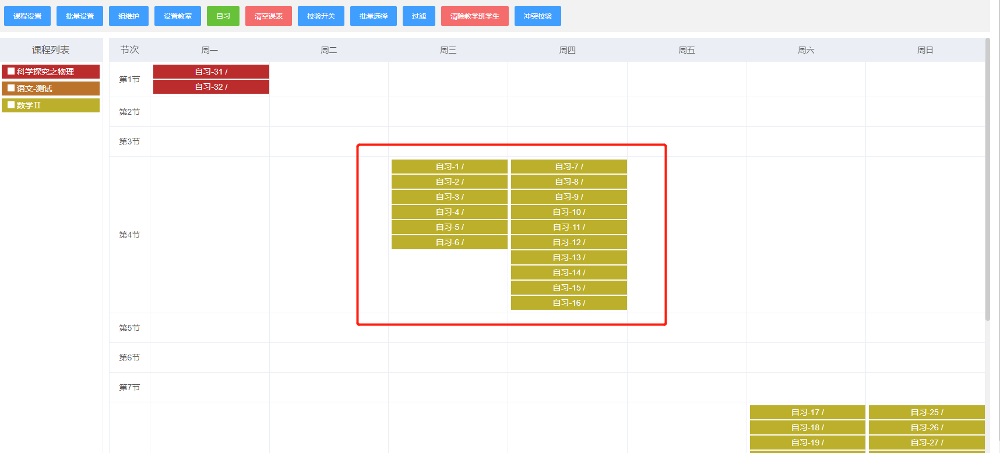 课程设置 批量设置 组维护 设置教室 自习 清空课表 校验开关 批量选择 过滤 清除教学班学生 冲突校验
课程列表
科学探究之物理
语文-测试
数学Ⅱ
节次 周一 周二 周三 周四 周五 周六 周日
第1节
自习-31 /
自习-32 /
第2节
第3节
第4节
自习-1 /
自习-2 /
自习-3 /
自习-4 /
自习-5 /
自习-6 /
自习-7 /
自习-8 /
自习-9 /
自习-10 /
自习-11 /
自习-12 /
自习-13 /
自习-14 /
自习-15 /
自习-16 /
第5节
第6节
第7节
自习-17 /
自习-18 /
自习-19 /
自习-25 /
自习-26 /
自习-27 /